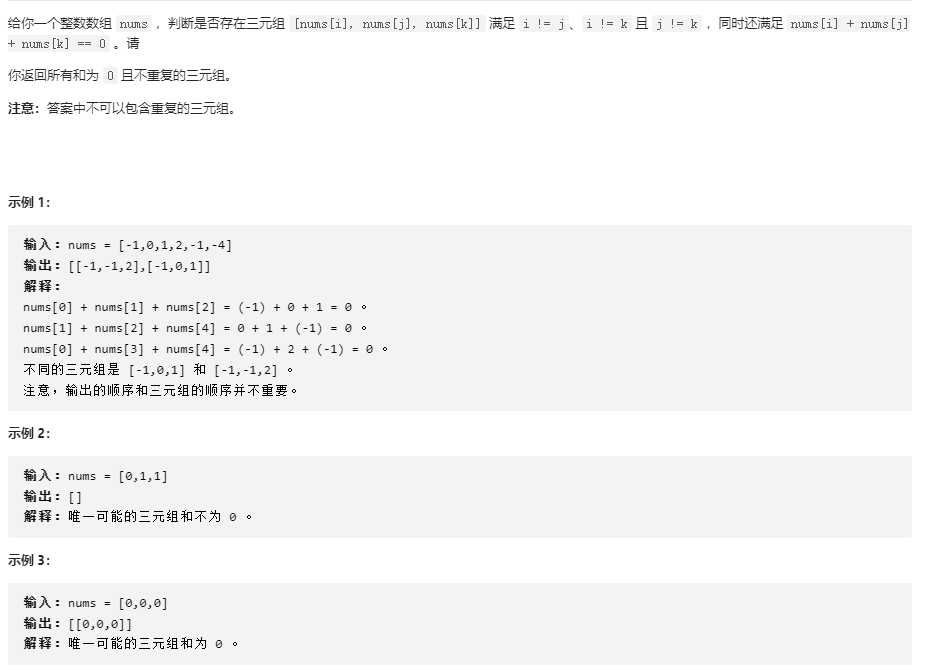 给你一个整数数组 nums ，判断是否存在三元组 [nums[i], nums[j], nums[k]] 满足 i != j 、i != k 且 j != k ，同时还满足 nums[i] + nums[j]
+ nums[k] == 0 。请
你返回所有和为 0 且不重复的三元组。
注意：答案中不可以包含重复的三元组。
示例 1：
输入：nums = [-1,0,1,2,-1,-4]
输出：[[-1,-1,2],[-1,0,1]]
解释：
nums[0] + nums[1] + nums[2] = (-1) + 0 + 1 = 0 。
nums[1] + nums[2] + nums[4] = 0 + 1 + (-1) = 0 。
nums[0] + nums[3] + nums[4] = (-1) + 2 + (-1) = 0 。
不同的三元组是 [-1,0,1] 和 [-1,-1,2] 。
注意，输出的顺序和三元组的顺序并不重要。
示例 2：
输入：nums = [0,1,1]
输出：[]
解释：唯一可能的三元组和不为 0 。
示例 3：
输入：nums = [0,0,0]
输出：[[0,0,0]]
解释：唯一可能的三元组和为 0 。